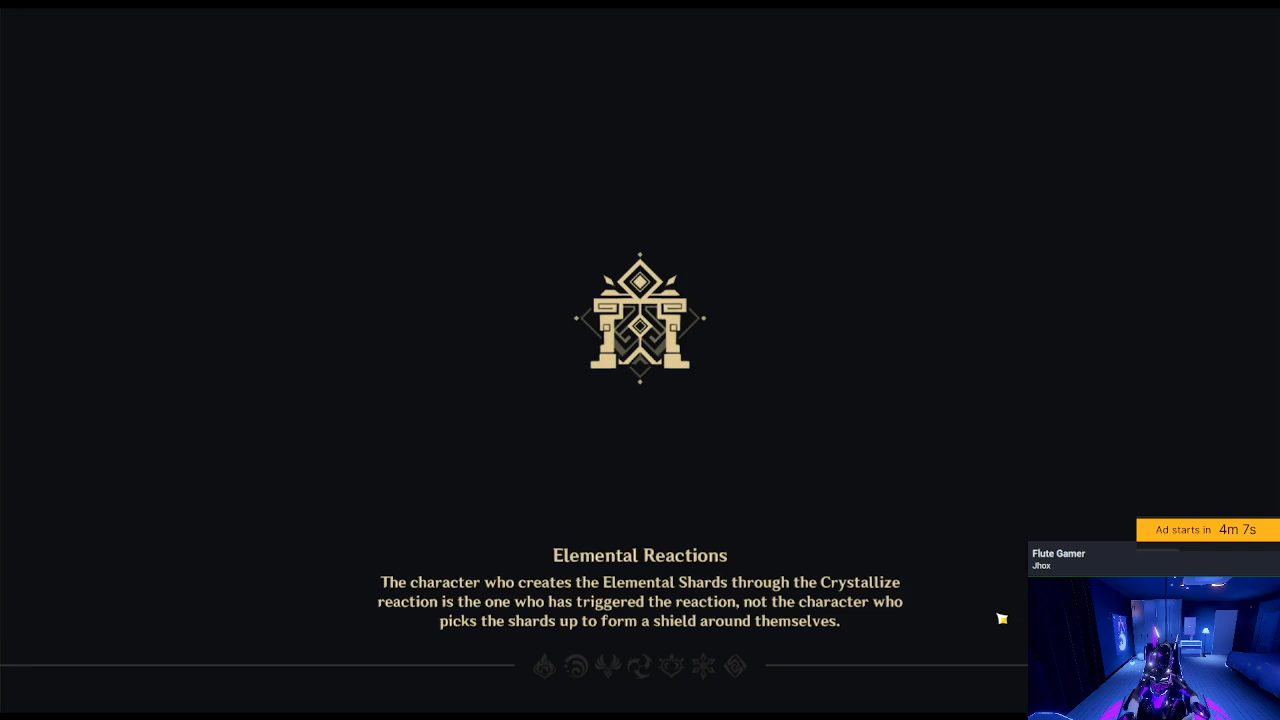 Ad starts in 4m 7s
Flute Gamer
Jhox
Elemental Reactions
The character who creates the Elemental Shards through the Crystallize
reaction is the one who has triggered the reaction, not the character who
picks the shards up to form a shield around themselves.